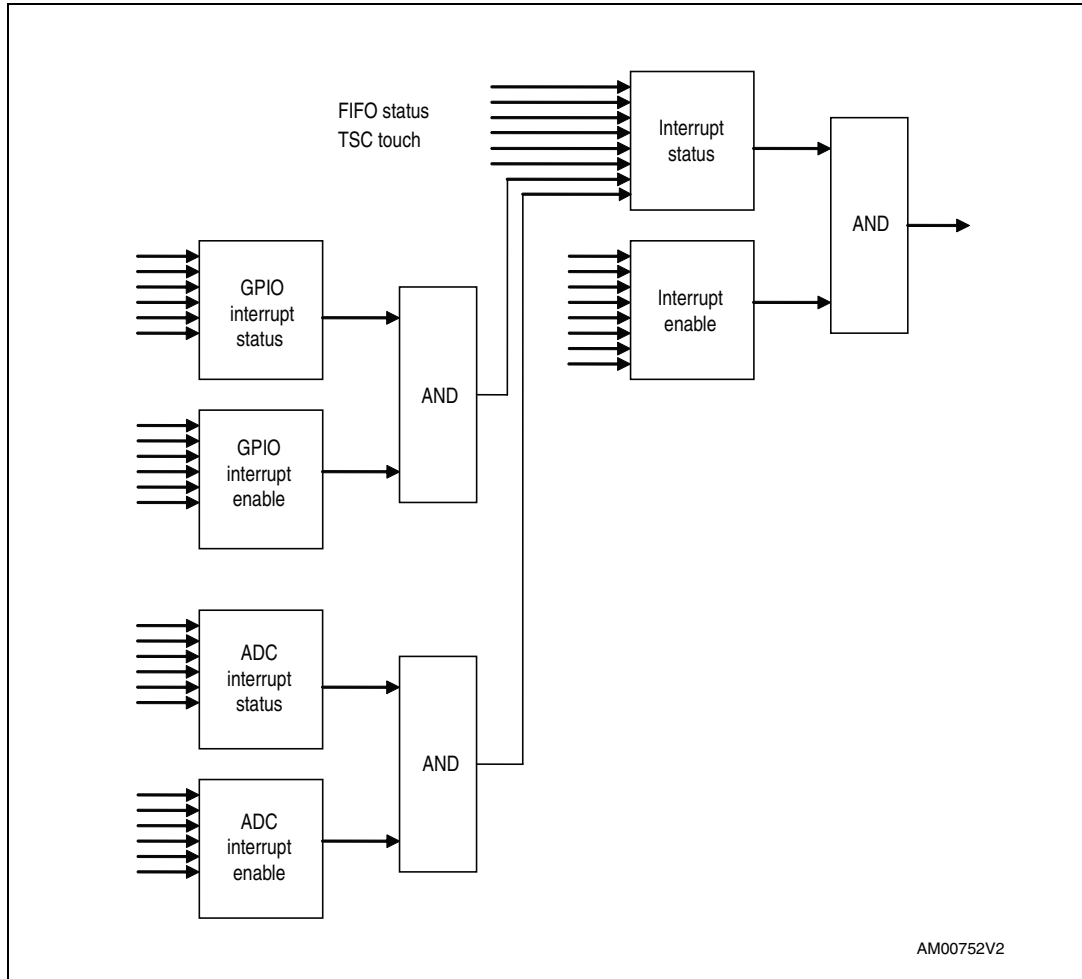 FIFO status
TSC touch
Interrupt
status
AND
Interrupt
enable
GPIO
interrupt
status
AND
GPIO
interrupt
enable
ADC
interrupt
status
AND
ADC
interrupt
enable
AM00752V2